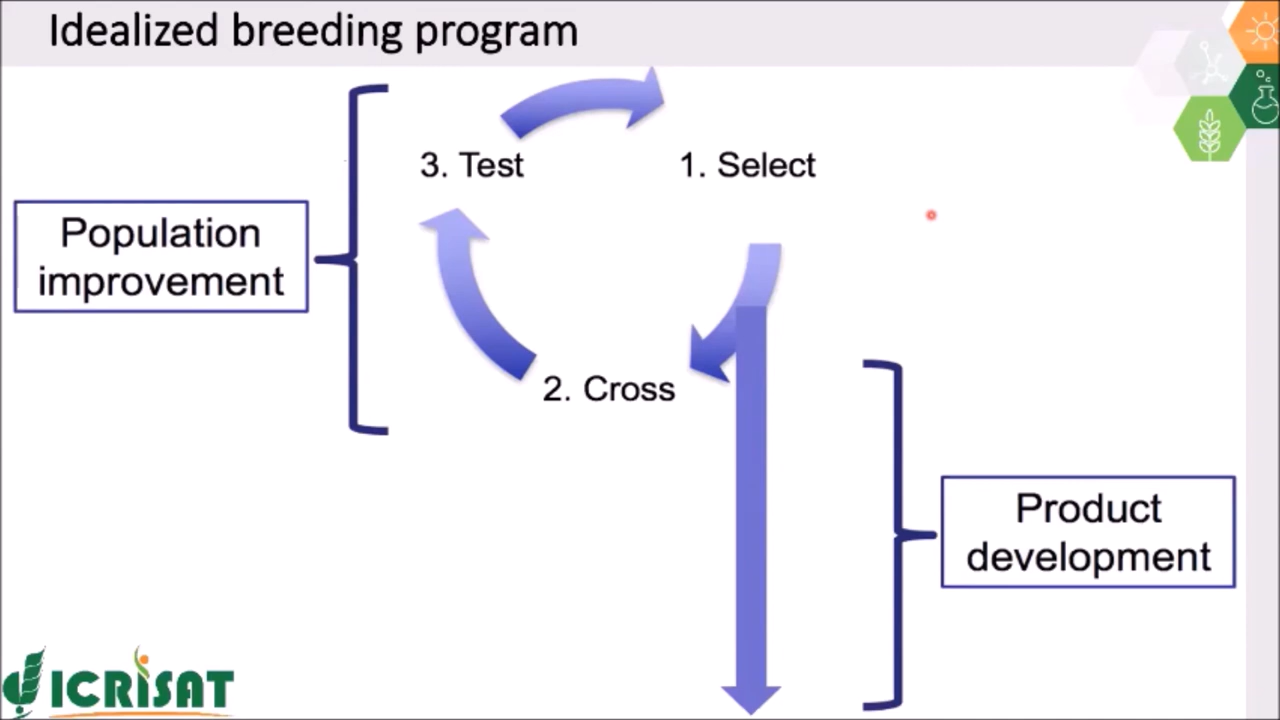 Idealized breeding program
3. Test
1. Select
Population
improvement
2. Cross
Product
development
ICRISAT